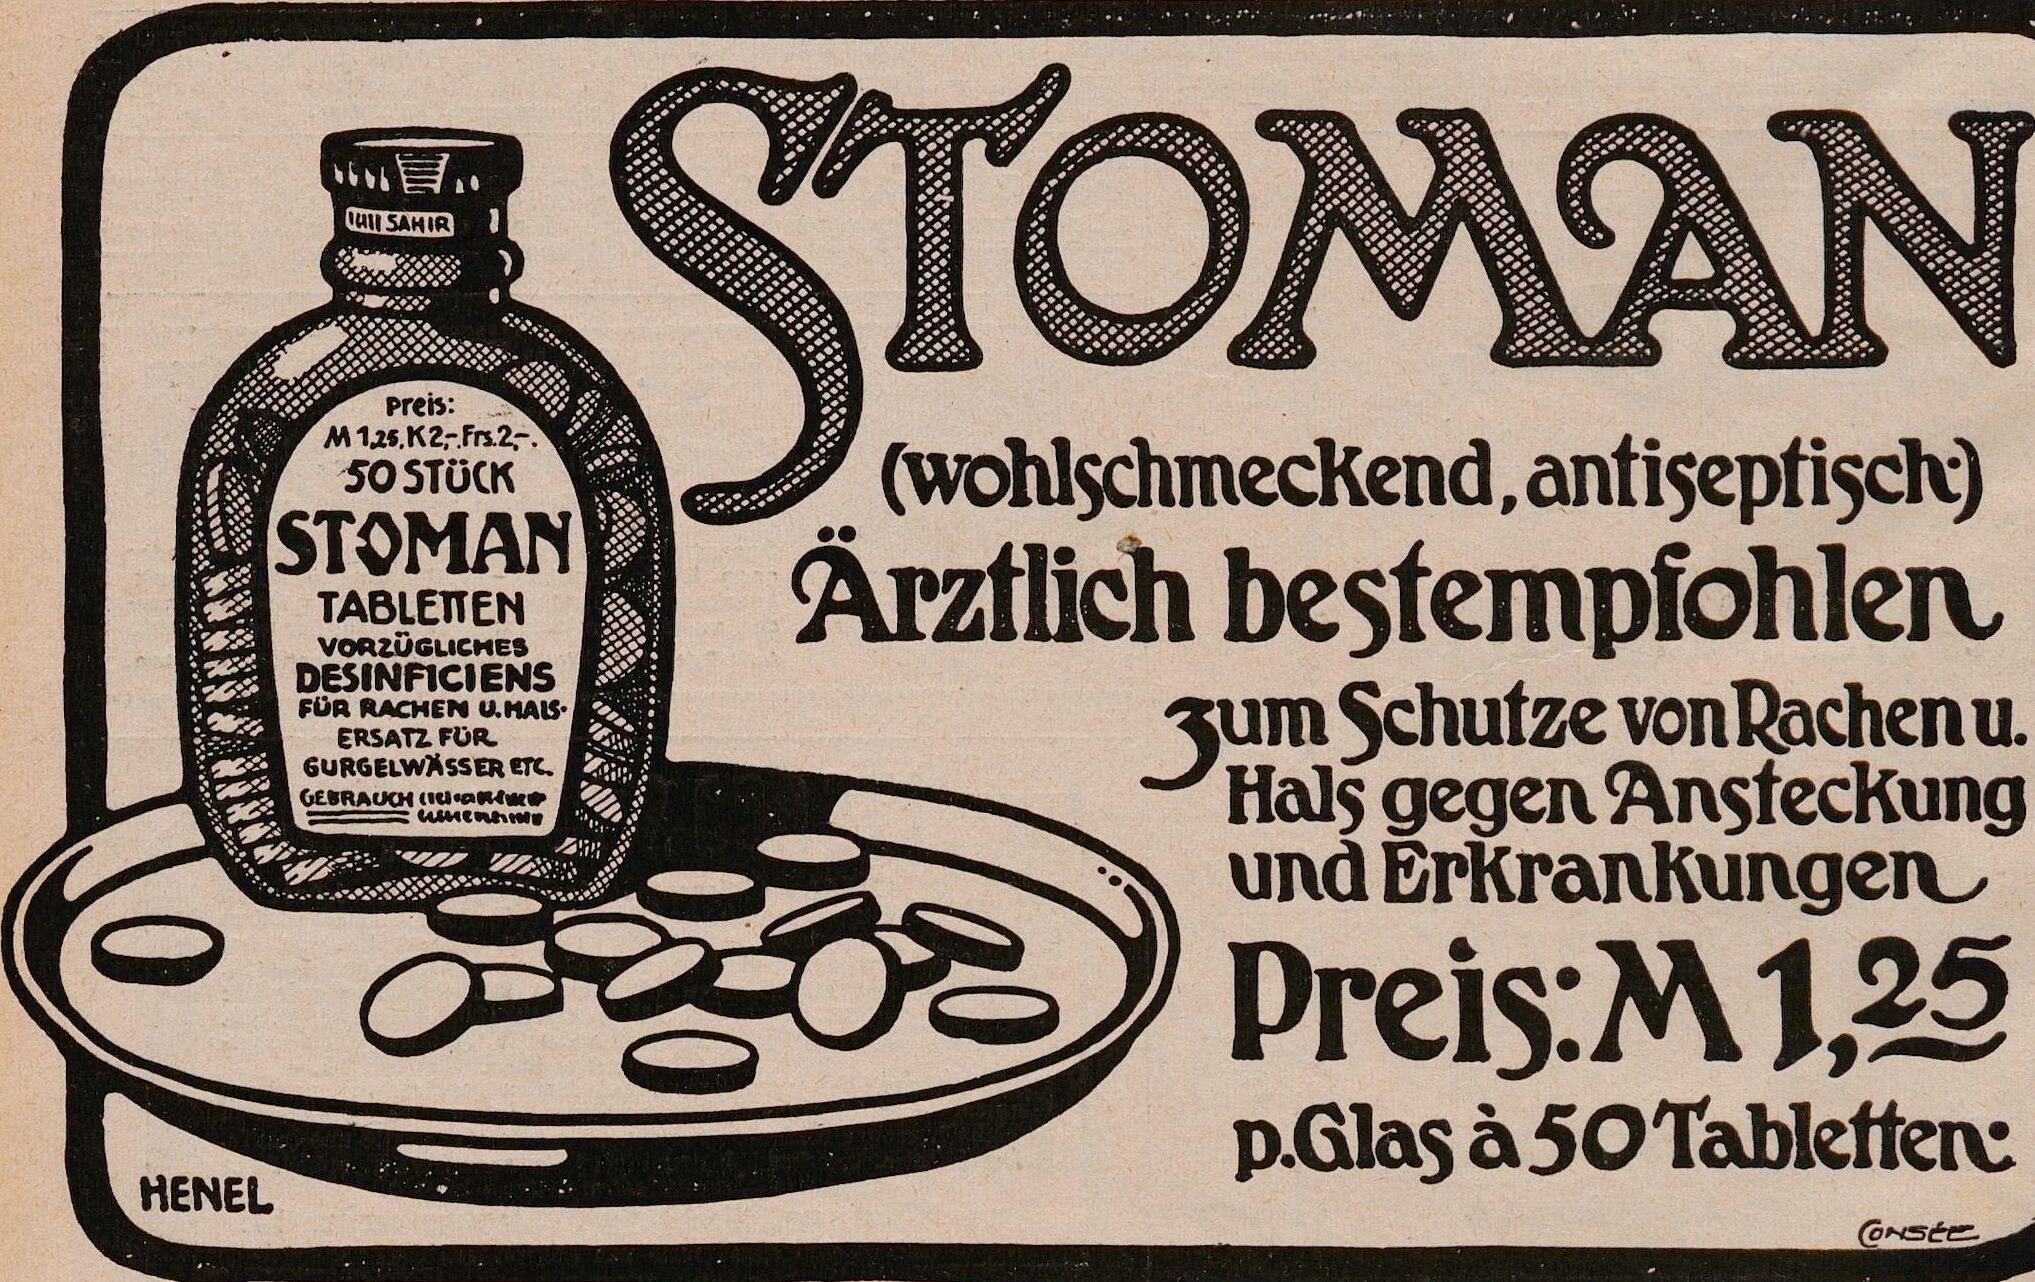 STOMAN
(wohlschmeckend, antiseptisch)
Ärztlich bestempfohlen
zum Schutze von Rachen u.
Hals gegen Ansteckung
und Erkrankungen
Preis: M 1,25
p. Glas à 50 Tabletten
SAHIR
Preis:
M 1,25, K 2,-, Frs. 2,-.
50 STÜCK
STOMAN
TABLETTEN
VORZÜGLICHES
DESINFICIENS
FÜR RACHEN U. HALS.
ERSATZ FÜR
GURGELWÄSSER ETC.
GEBRAUCH
HENEL
CONSÉE